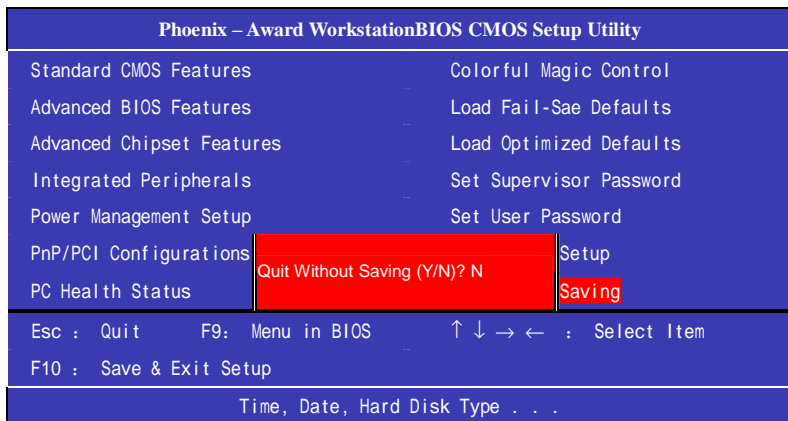 Phoenix – Award WorkstationBIOS CMOS Setup Utility
Standard CMOS Features
Advanced BIOS Features
Advanced Chipset Features
Integrated Peripherals
Power Management Setup
PnP/PCI Configurations
PC Health Status
Colorful Magic Control
Load Fail-Sae Defaults
Load Optimized Defaults
Set Supervisor Password
Set User Password
Setup
Saving
Quit Without Saving (Y/N)? N
Esc : Quit F9: Menu in BIOS ↑ ↓ → ← : Select Item
F10 : Save & Exit Setup
Time, Date, Hard Disk Type . . .